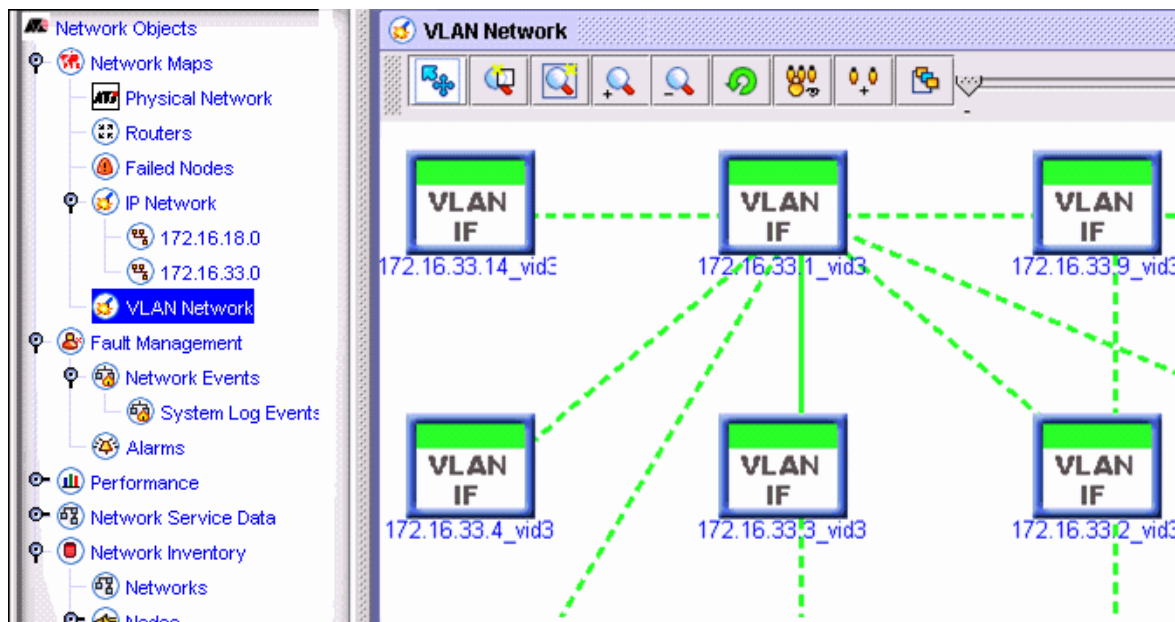 Network Objects
Network Maps
Physical Network
Routers
Failed Nodes
IP Network
172.16.18.0
172.16.33.0
VLAN Network
Fault Management
Network Events
System Log Events
Alarms
Performance
Network Service Data
Network Inventory
Networks
Nodes
VLAN Network
VLAN
IF
172.16.33.14_vid3
VLAN
IF
172.16.33.1_vid3
VLAN
IF
172.16.33.9_vid3
VLAN
IF
172.16.33.4_vid3
VLAN
IF
172.16.33.3_vid3
VLAN
IF
172.16.33.2_vid3